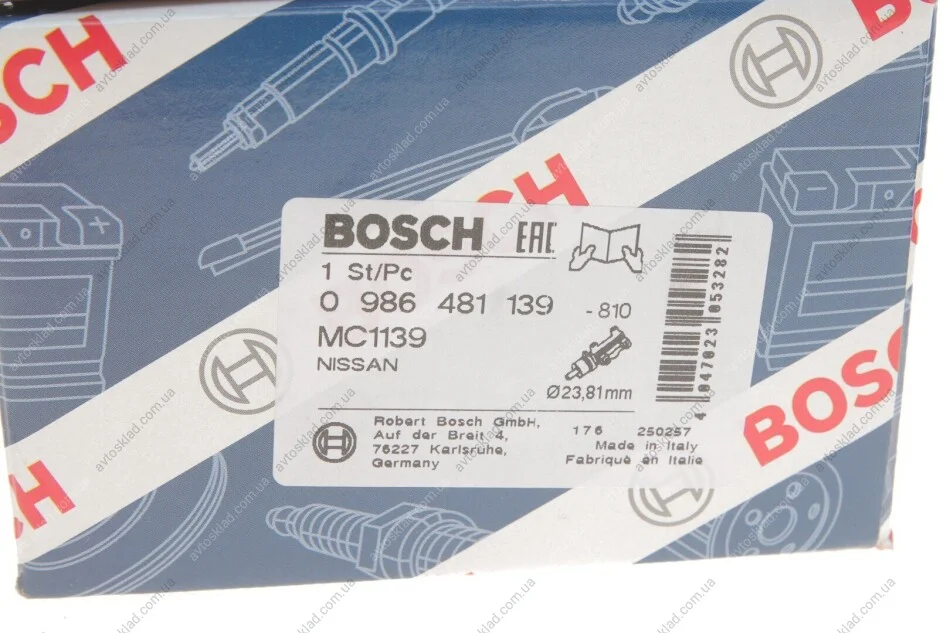 BOSCH
BOSCH
BOSCH EAC
1 St/Pc
0 986 481 139 -810
MC1139
NISSAN
Ø23,81mm
4 047023 053282
Robert Bosch GmbH,
Auf der Breit 4,
76227 Karlsruhe,
Germany
176 250257
Made in Italy
Fabriqué en Italie
BOSCH
avtosklad.com.ua